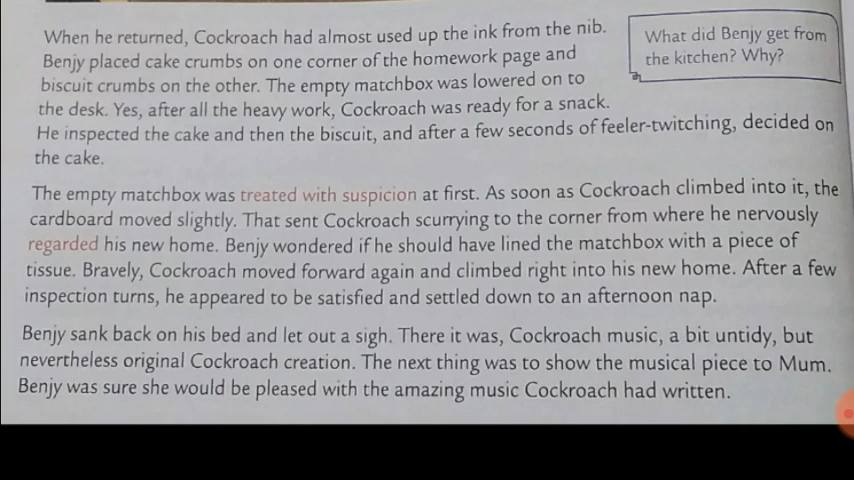 When he returned, Cockroach had almost used up the ink from the nib.
Benjy placed cake crumbs on one corner of the homework page and
biscuit crumbs on the other. The empty matchbox was lowered on to
the desk. Yes, after all the heavy work, Cockroach was ready for a snack.
He inspected the cake and then the biscuit, and after a few seconds of feeler-twitching, decided on
the cake.
What did Benjy get from
the kitchen? Why?
The empty matchbox was treated with suspicion at first. As soon as Cockroach climbed into it, the
cardboard moved slightly. That sent Cockroach scurrying to the corner from where he nervously
regarded his new home. Benjy wondered if he should have lined the matchbox with a piece of
tissue. Bravely, Cockroach moved forward again and climbed right into his new home. After a few
inspection turns, he appeared to be satisfied and settled down to an afternoon nap.
Benjy sank back on his bed and let out a sigh. There it was, Cockroach music, a bit untidy, but
nevertheless original Cockroach creation. The next thing was to show the musical piece to Mum.
Benjy was sure she would be pleased with the amazing music Cockroach had written.